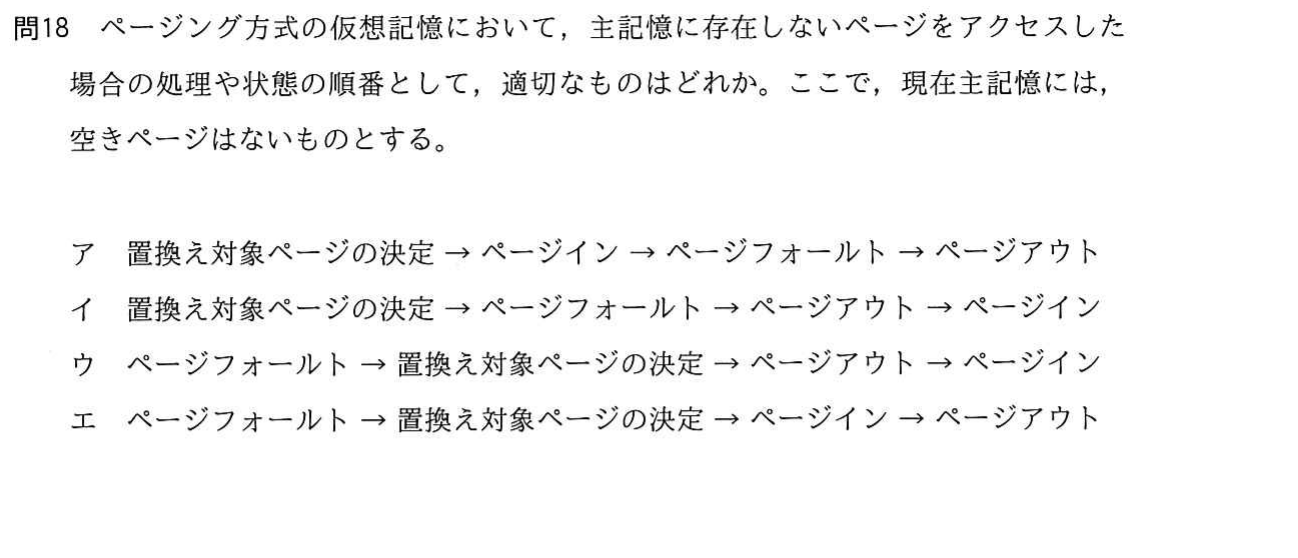 問18 ページング方式の仮想記憶において，主記憶に存在しないページをアクセスした
場合の処理や状態の順番として，適切なものはどれか。ここで，現在主記憶には，
空きページはないものとする。
ア 置換え対象ページの決定 → ページイン → ページフォールト → ページアウト
イ 置換え対象ページの決定 → ページフォールト → ページアウト → ページイン
ウ ページフォールト → 置換え対象ページの決定 → ページアウト → ページイン
エ ページフォールト → 置換え対象ページの決定 → ページイン → ページアウト